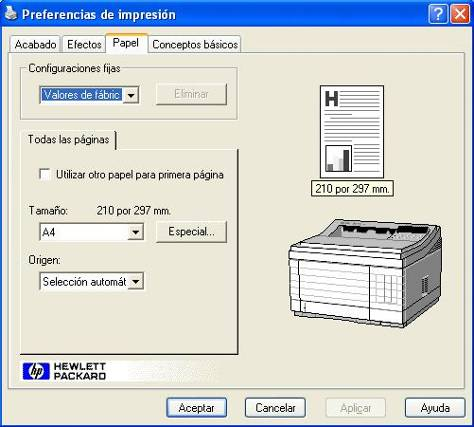 Preferencias de impresión
Acabado Efectos Papel Conceptos básicos
Configuraciones fijas
Valores de fábric
Eliminar
H
210 por 297 mm.
Todas las páginas
Utilizar otro papel para primera página
Tamaño: 210 por 297 mm.
A4
Especial...
Origen:
Selección automát
hp HEWLETT
PACKARD
Aceptar Cancelar Aplicar Ayuda